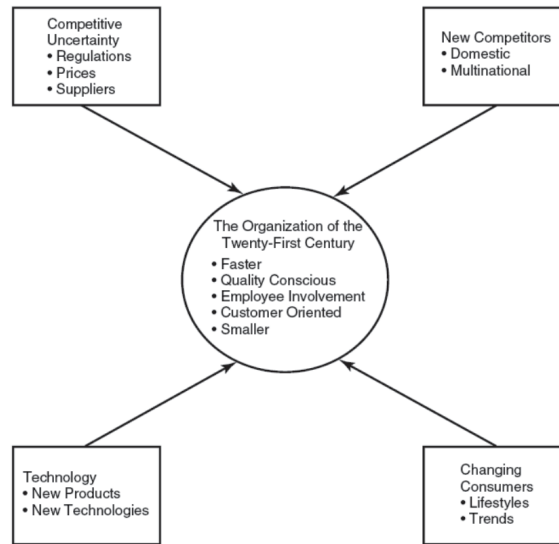 Competitive
Uncertainty
• Regulations
• Prices
• Suppliers
New Competitors
• Domestic
• Multinational
The Organization of the
Twenty-First Century
• Faster
• Quality Conscious
• Employee Involvement
• Customer Oriented
• Smaller
Technology
• New Products
• New Technologies
Changing
Consumers
• Lifestyles
• Trends